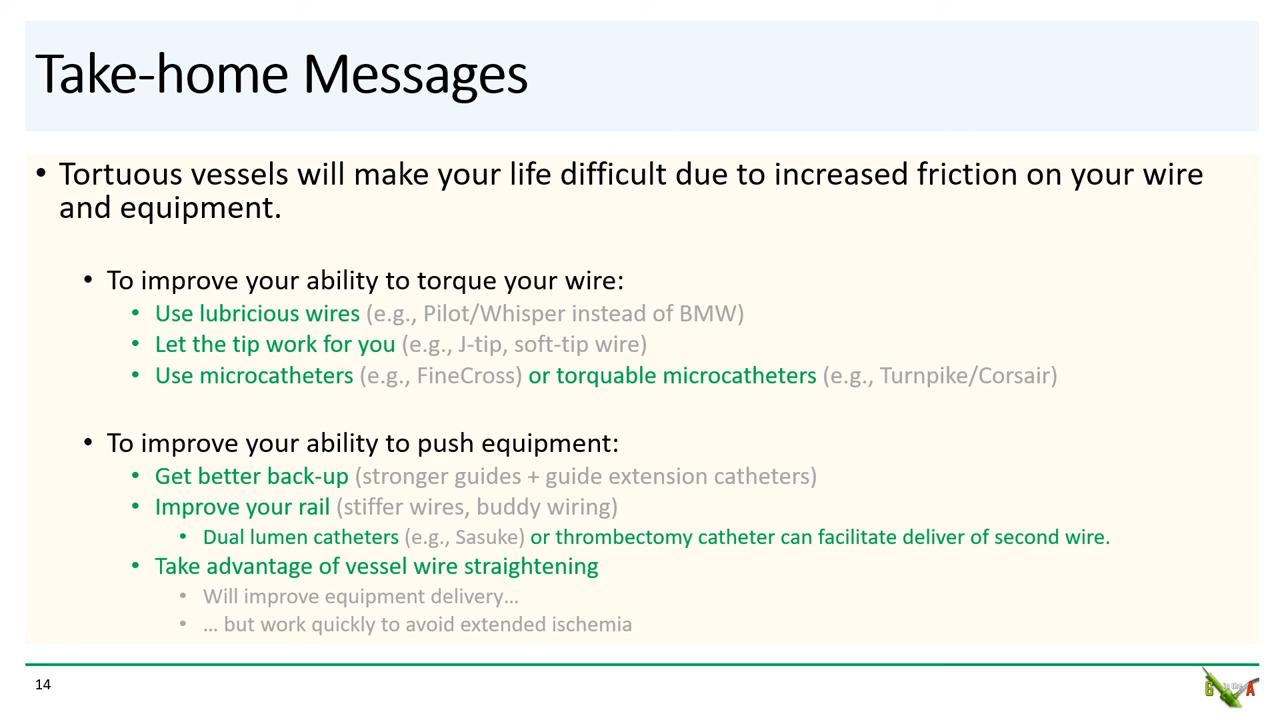 Take-home Messages
• Tortuous vessels will make your life difficult due to increased friction on your wire
and equipment.
• To improve your ability to torque your wire:
• Use lubricious wires (e.g., Pilot/Whisper instead of BMW)
• Let the tip work for you (e.g., J-tip, soft-tip wire)
• Use microcatheters (e.g., FineCross) or torquable microcatheters (e.g., Turnpike/Corsair)
• To improve your ability to push equipment:
• Get better back-up (stronger guides + guide extension catheters)
• Improve your rail (stiffer wires, buddy wiring)
• Dual lumen catheters (e.g., Sasuke) or thrombectomy catheter can facilitate deliver of second wire.
• Take advantage of vessel wire straightening
• Will improve equipment delivery…
• … but work quickly to avoid extended ischemia
14
G in the A